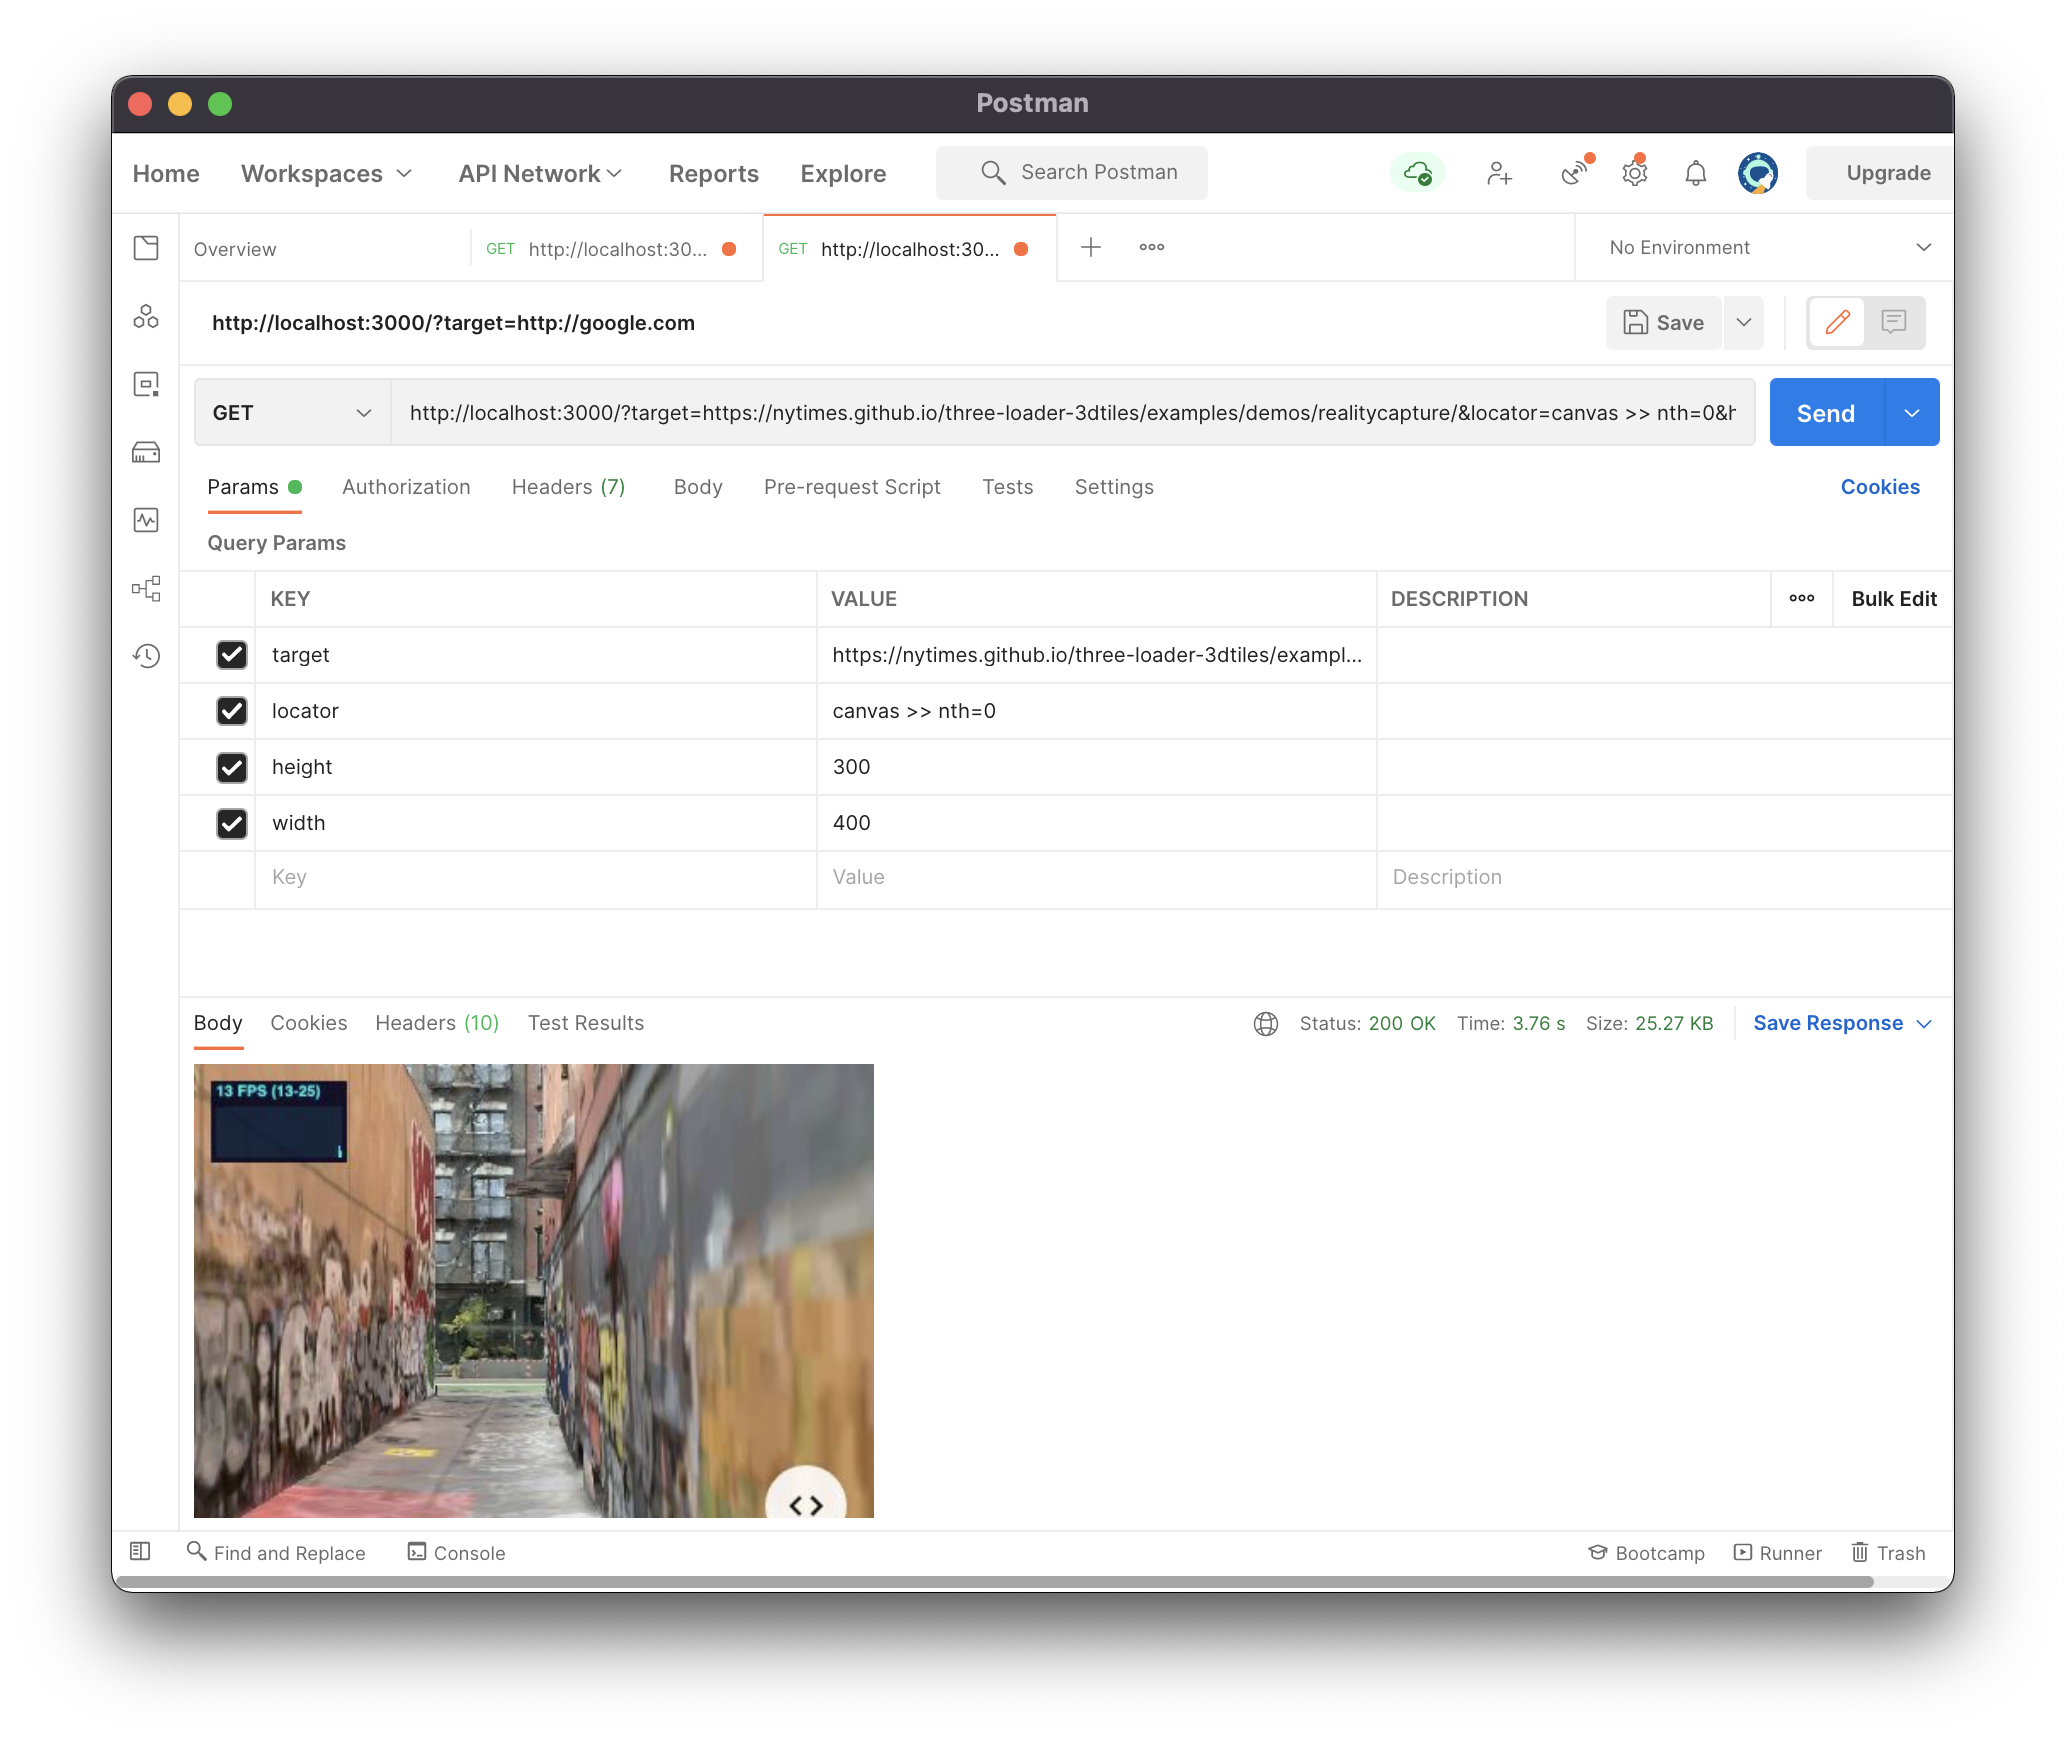 Postman
Home Workspaces API Network Reports Explore Search Postman Upgrade
Overview GET http://localhost:30... GET http://localhost:30... No Environment
http://localhost:3000/?target=http://google.com Save
GET http://localhost:3000/?target=https://nytimes.github.io/three-loader-3dtiles/examples/demos/realitycapture/&locator=canvas >> nth=0&h Send
Params Authorization Headers (7) Body Pre-request Script Tests Settings Cookies
Query Params
KEY VALUE DESCRIPTION Bulk Edit
target https://nytimes.github.io/three-loader-3dtiles/exampl...
locator canvas >> nth=0
height 300
width 400
Key Value Description
Body Cookies Headers (10) Test Results Status: 200 OK Time: 3.76 s Size: 25.27 KB Save Response
13 FPS (13-25)
Find and Replace Console Bootcamp Runner Trash